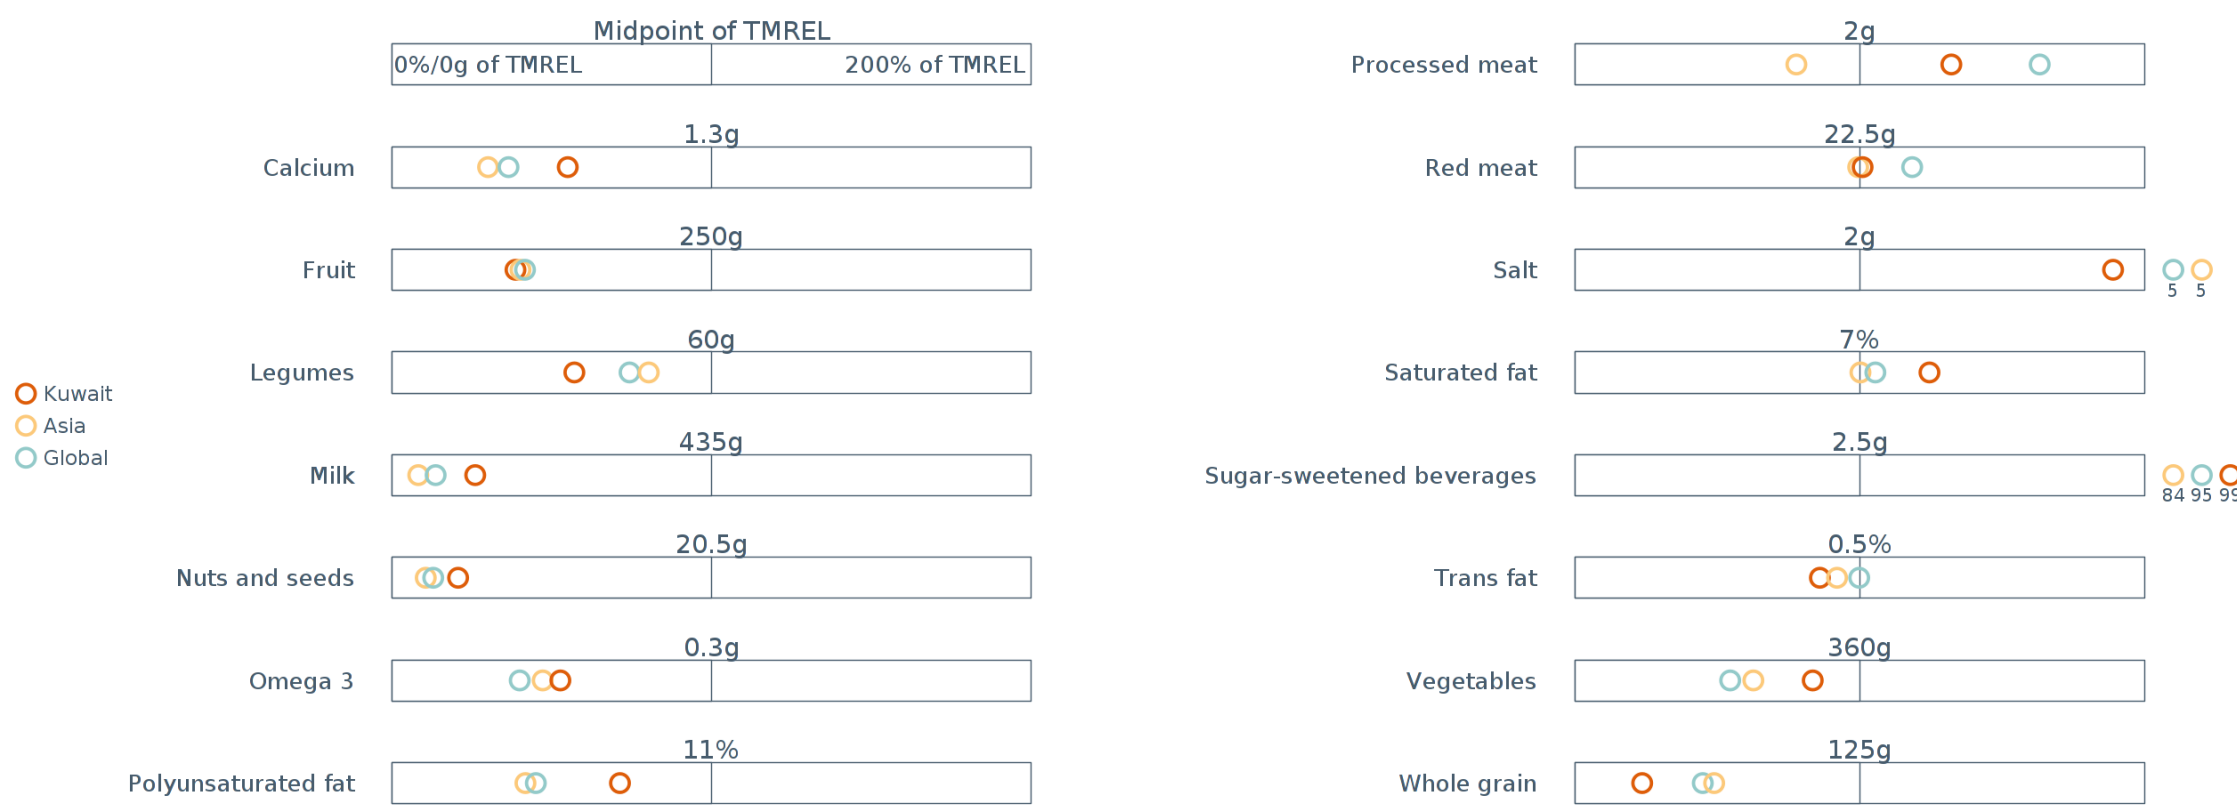 Midpoint of TMREL
0%/0g of TMREL 200% of TMREL
1.3g
Calcium
250g
Fruit
60g
Legumes
435g
Milk
20.5g
Nuts and seeds
0.3g
Omega 3
11%
Polyunsaturated fat
Kuwait
Asia
Global
2g
Processed meat
22.5g
Red meat
2g
Salt
5 5
7%
Saturated fat
2.5g
Sugar-sweetened beverages
84 95 99
0.5%
Trans fat
360g
Vegetables
125g
Whole grain